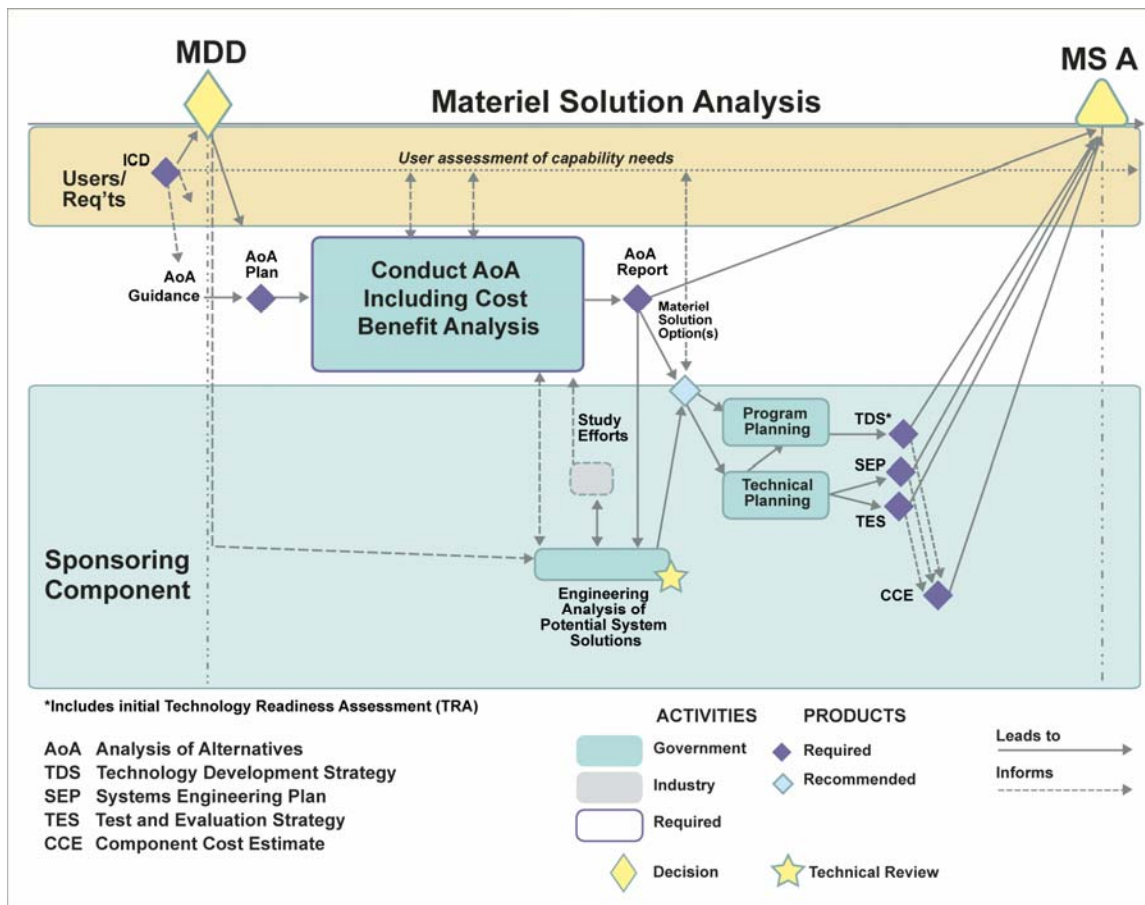 MDD
MS A
Materiel Solution Analysis
ICD
User assessment of capability needs
Users/
Req'ts
AoA
Guidance
AoA
Plan
Conduct AoA
Including Cost
Benefit Analysis
AoA
Report
Materiel
Solution
Option(s)
Study
Efforts
Program
Planning
Technical
Planning
TDS*
SEP
TES
CCE
Sponsoring
Component
Engineering
Analysis of
Potential System
Solutions
*Includes initial Technology Readiness Assessment (TRA)
AoA Analysis of Alternatives
TDS Technology Development Strategy
SEP Systems Engineering Plan
TES Test and Evaluation Strategy
CCE Component Cost Estimate
ACTIVITIES
Government
Industry
Required
Decision
PRODUCTS
Required
Recommended
Technical Review
Leads to
Informs